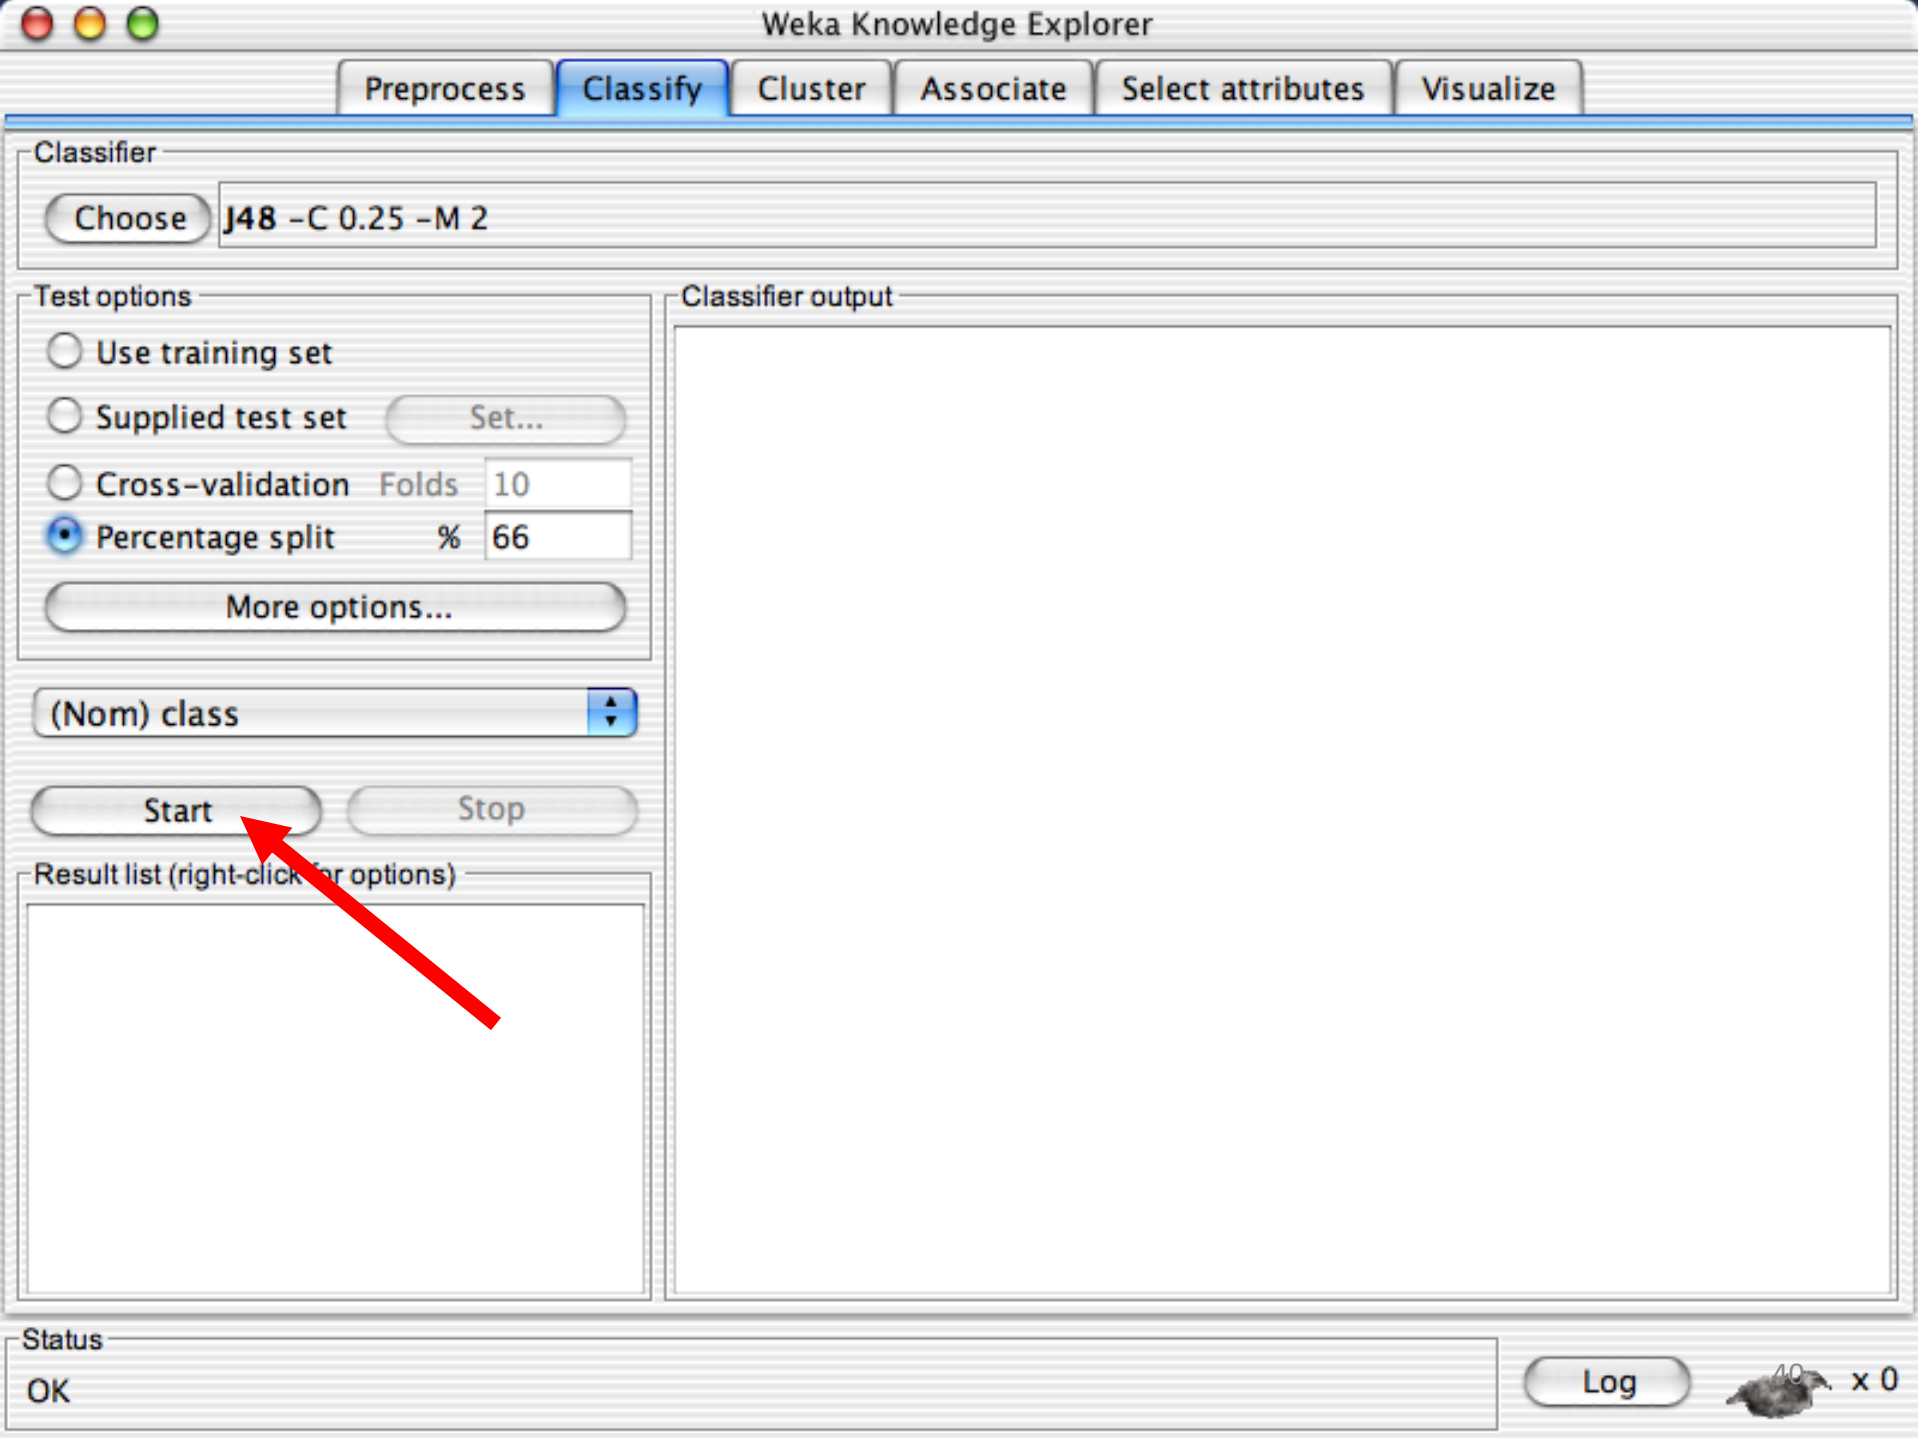 Weka Knowledge Explorer
Preprocess Classify Cluster Associate Select attributes Visualize
Classifier
Choose J48 -C 0.25 -M 2
Test options
Use training set
Supplied test set Set...
Cross-validation Folds 10
Percentage split % 66
More options...
(Nom) class
Start Stop
Result list (right-click for options)
Classifier output
Status
OK
Log
40
x 0